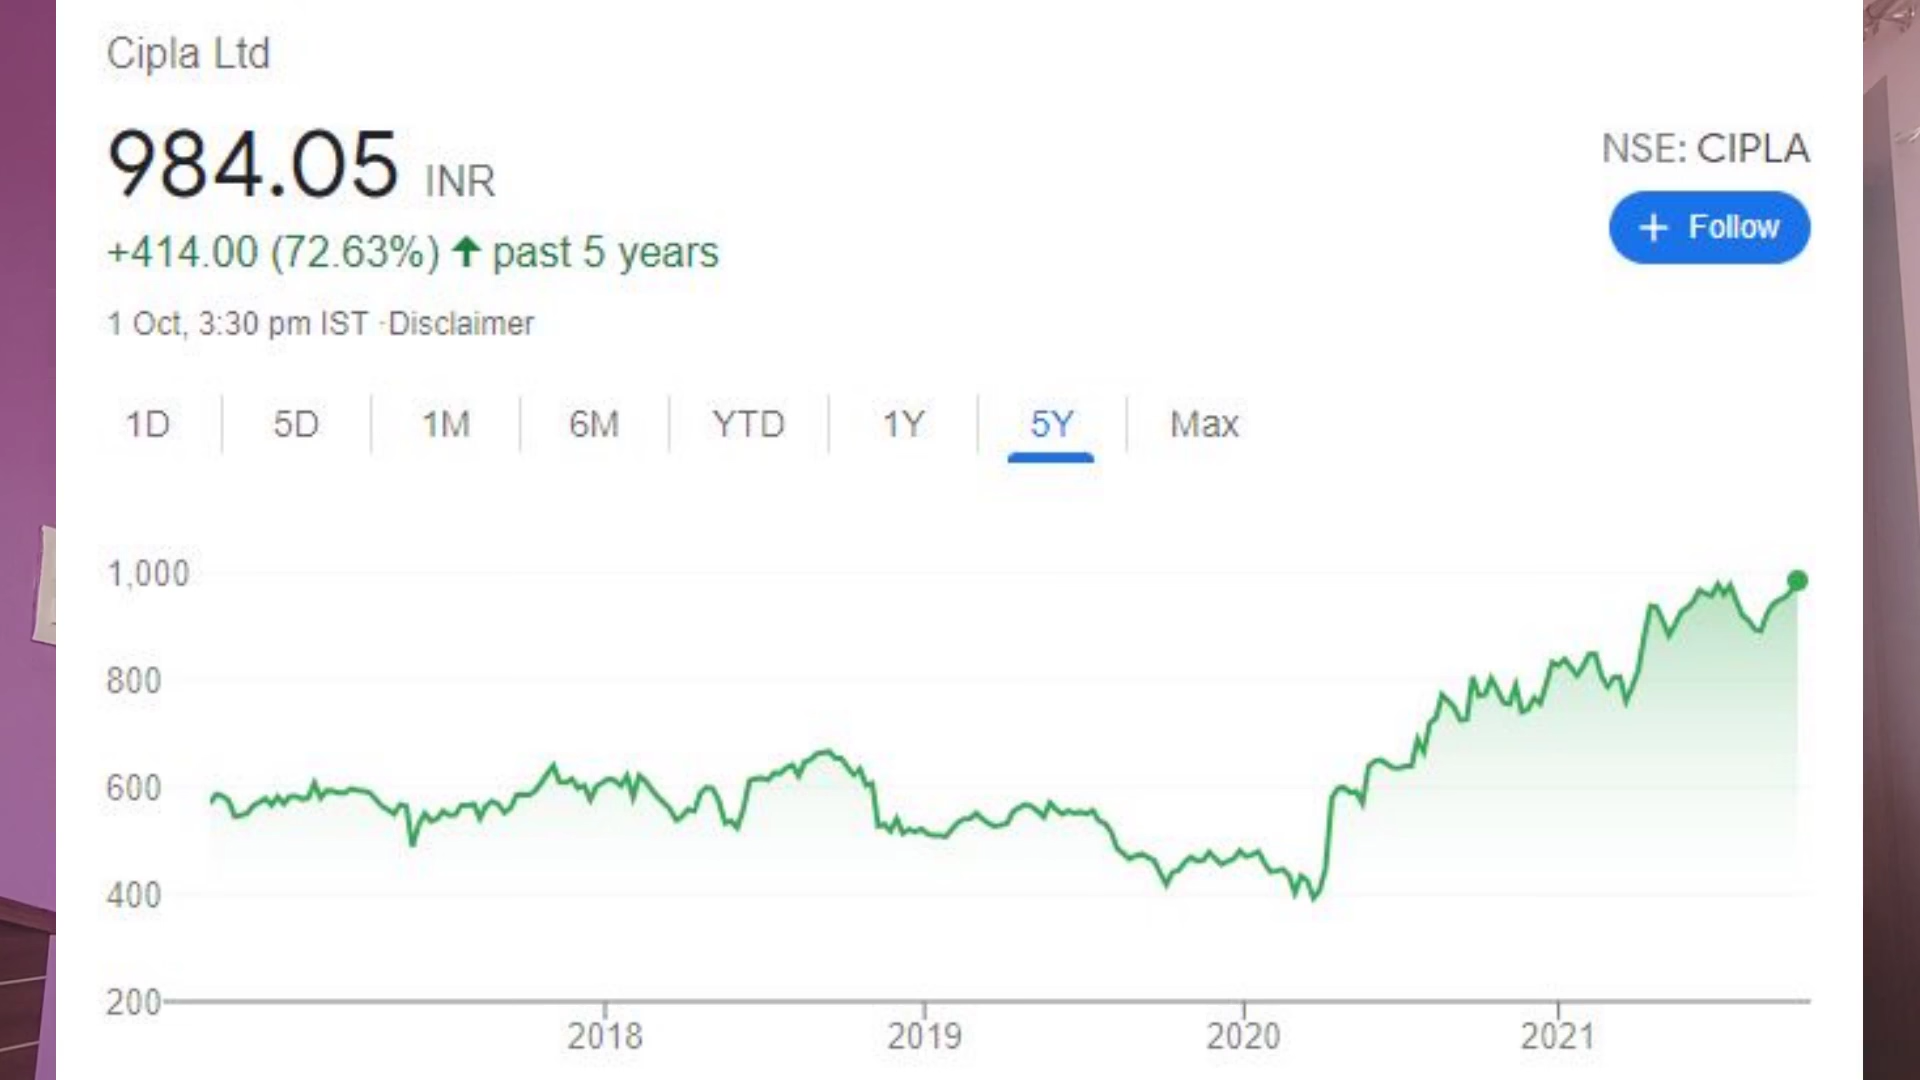 Cipla Ltd
984.05 INR
NSE: CIPLA
+ Follow
+414.00 (72.63%) ↑ past 5 years
1 Oct, 3:30 pm IST ·Disclaimer
1D 5D 1M 6M YTD 1Y 5Y Max
1,000
800
600
400
200
2018 2019 2020 2021